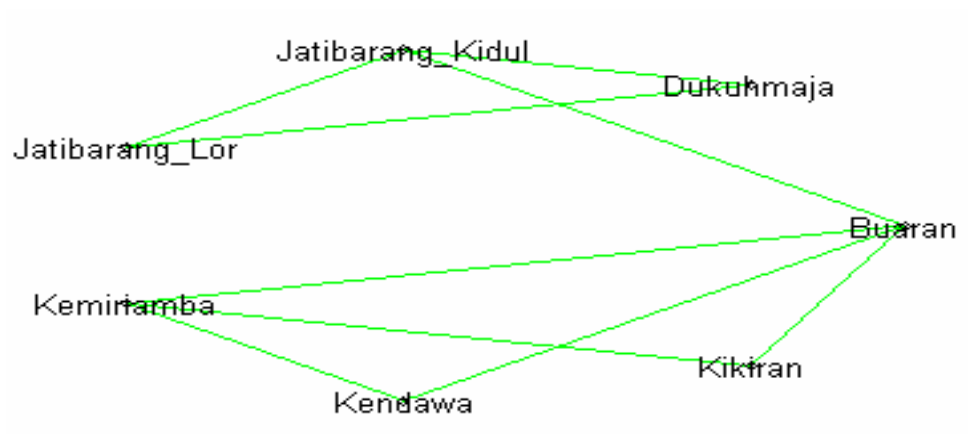 Jatibarang_Kidul
Dukuhmaja
Jatibarang_Lor
Buaran
Kemiriamba
Kikiran
Kendawa